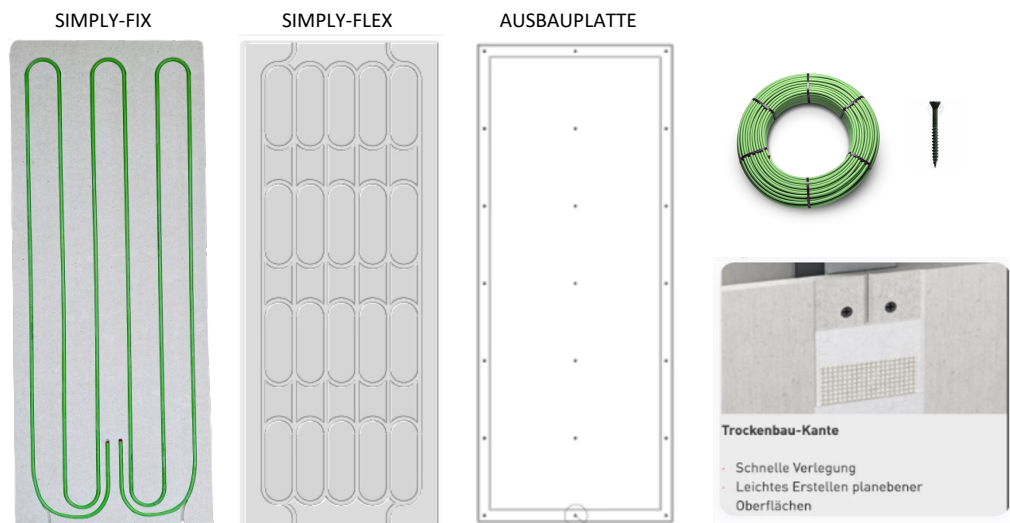 SIMPLY-FIX
SIMPLY-FLEX
AUSBAUPLATTE
Trockenbau-Kante
Schnelle Verlegung
Leichtes Erstellen planebener
Oberflächen